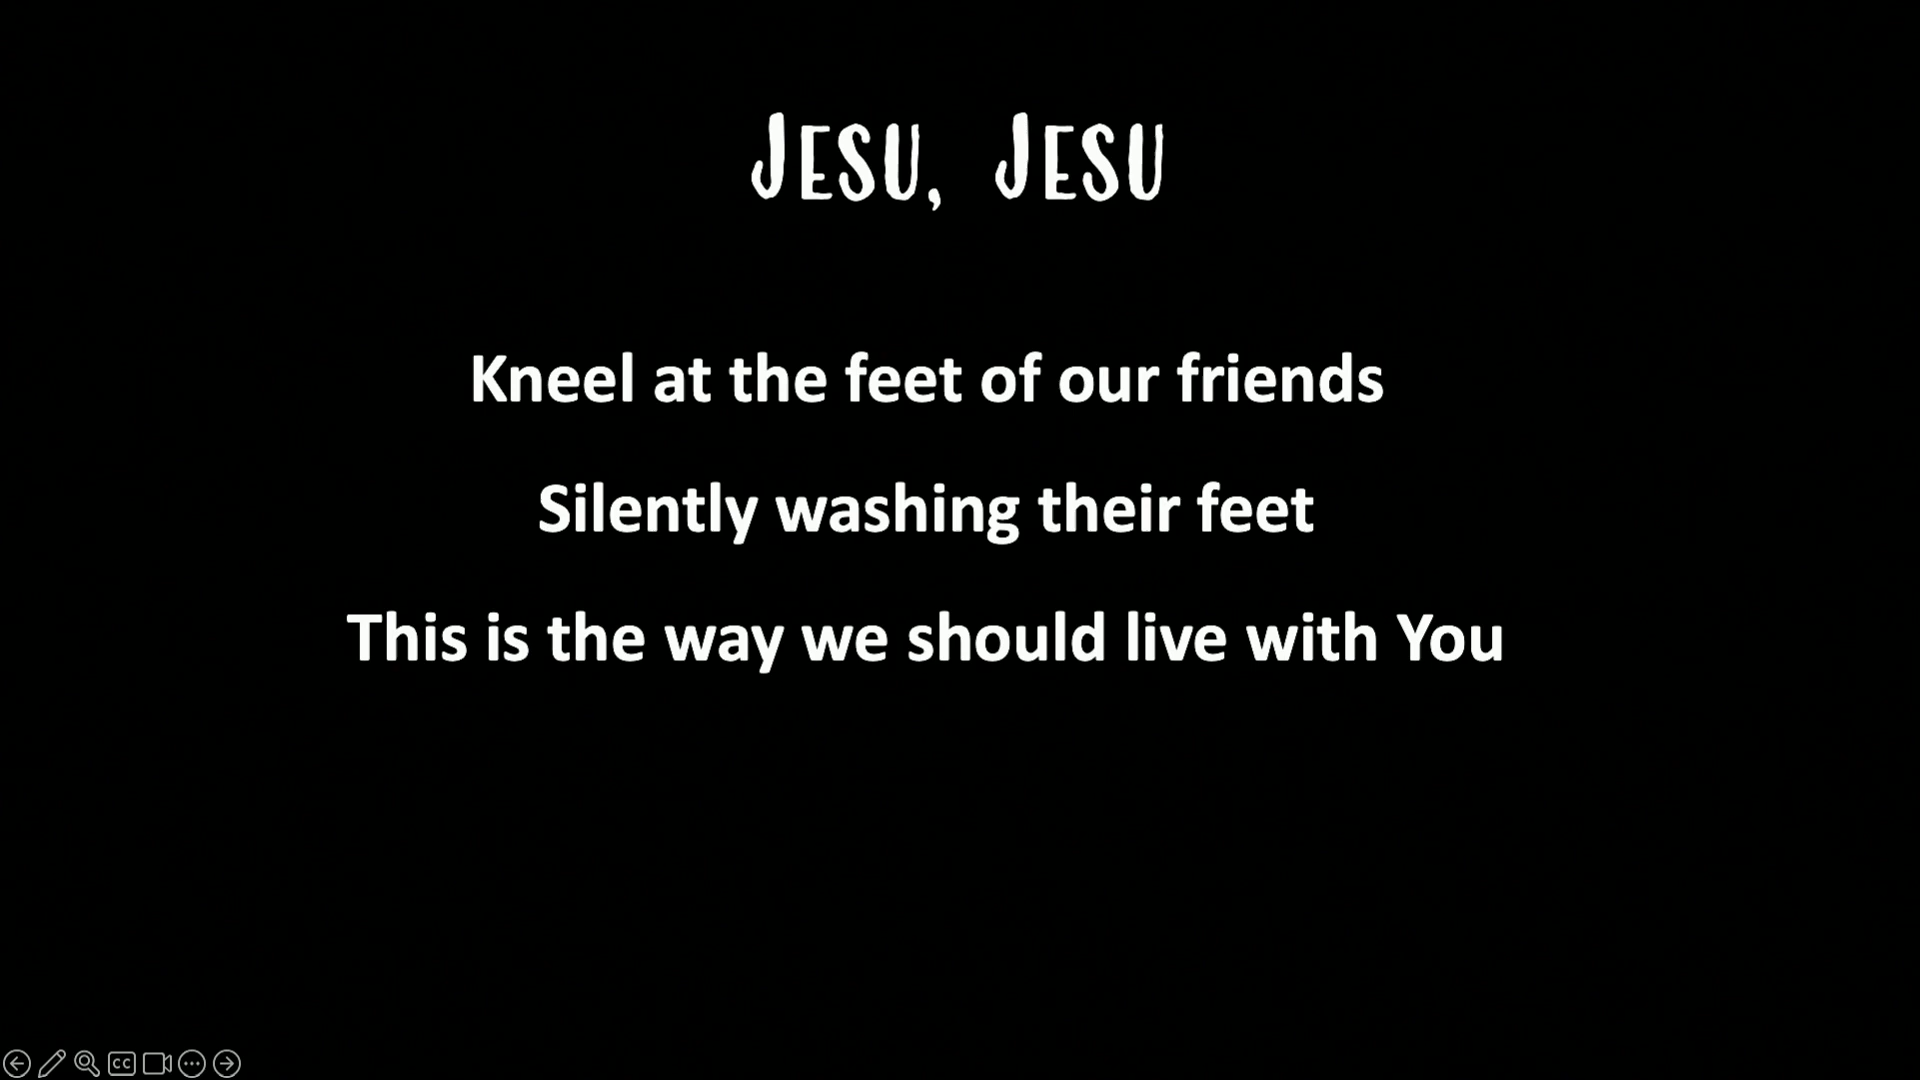 JESU, JESU
Kneel at the feet of our friends
Silently washing their feet
This is the way we should live with You
CC